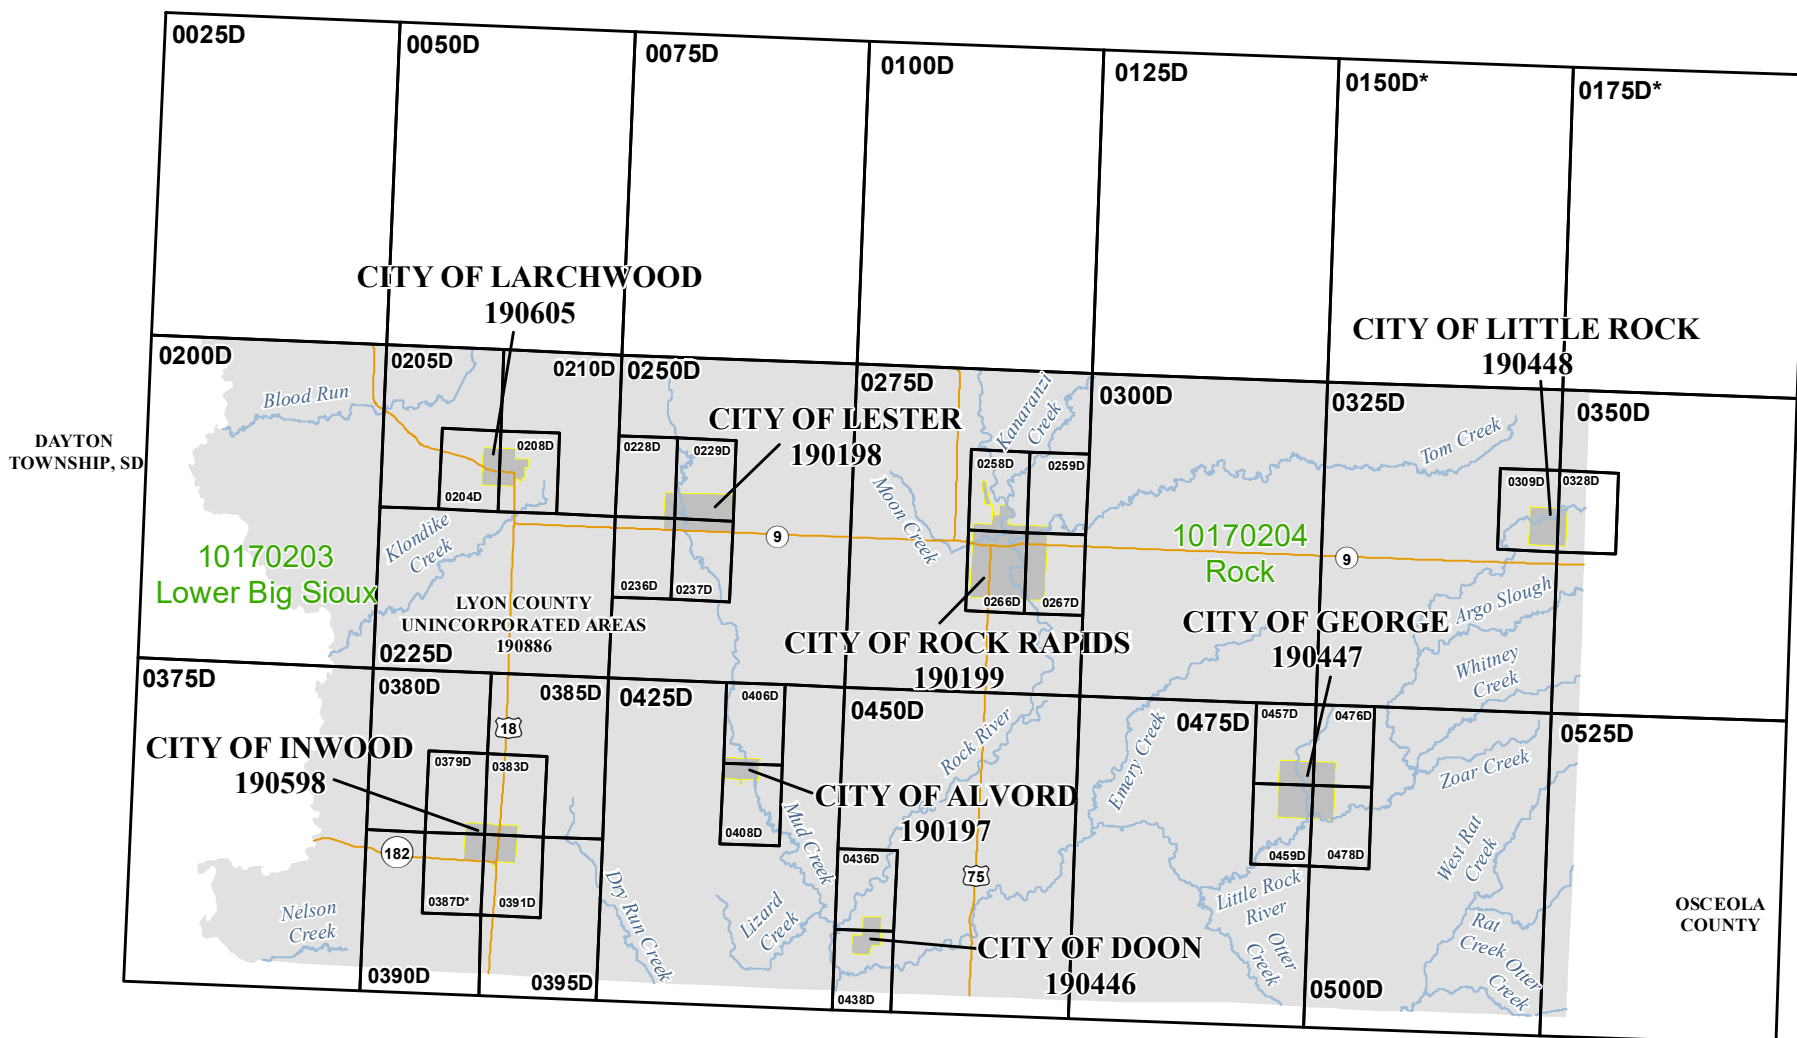 0025D
0050D
0075D
0100D
0125D
0150D*
0175D*
CITY OF LARCHWOOD
190605
CITY OF LITTLE ROCK
190448
0200D
0205D
0210D
0250D
0275D
0300D
0325D
0350D
Blood Run
Kanaranzi
Creek
CITY OF LESTER
190198
Tom Creek
DAYTON
TOWNSHIP, SD
0208D
0204D
0228D
0229D
0258D
0259D
0309D
0328D
Moon Creek
Klondike
Creek
9
9
10170203
Lower Big Sioux
10170204
Rock
0236D
0237D
0266D
0267D
Argo Slough
LYON COUNTY
UNINCORPORATED AREAS
190886
CITY OF ROCK RAPIDS
190199
CITY OF GEORGE
190447
Whitney
Creek
0225D
0375D
0380D
0385D
0425D
0406D
0450D
0475D
0457D
0476D
0525D
18
CITY OF INWOOD
190598
0379D
0383D
Rock River
Emery Creek
Zoar Creek
CITY OF ALVORD
190197
0408D
Mud Creek
182
0436D
75
0459D
0478D
West Rat
Creek
0387D*
0391D
Dry Run Creek
Lizard
Creek
Little Rock
River
Nelson
Creek
OSCEOLA
COUNTY
CITY OF DOON
190446
Otter
Creek
Rat
Creek
Otter
Creek
0390D
0395D
0438D
0500D